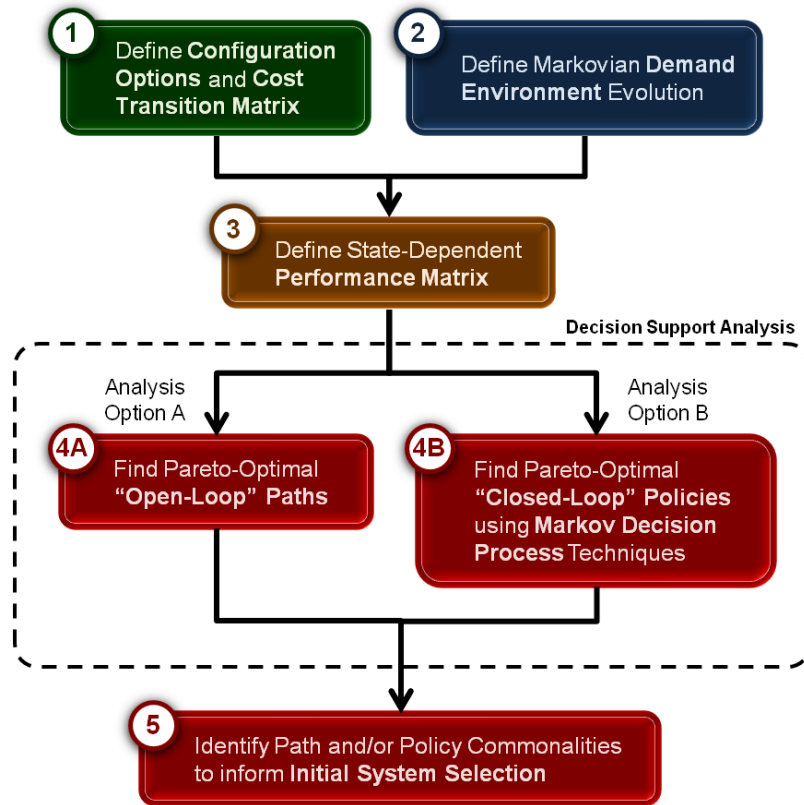 1
Define Configuration
Options and Cost
Transition Matrix
2
Define Markovian Demand
Environment Evolution
3
Define State-Dependent
Performance Matrix
Decision Support Analysis
Analysis
Option A
Analysis
Option B
4A
Find Pareto-Optimal
“Open-Loop” Paths
4B
Find Pareto-Optimal
“Closed-Loop” Policies
using Markov Decision
Process Techniques
5
Identify Path and/or Policy Commonalities
to inform Initial System Selection